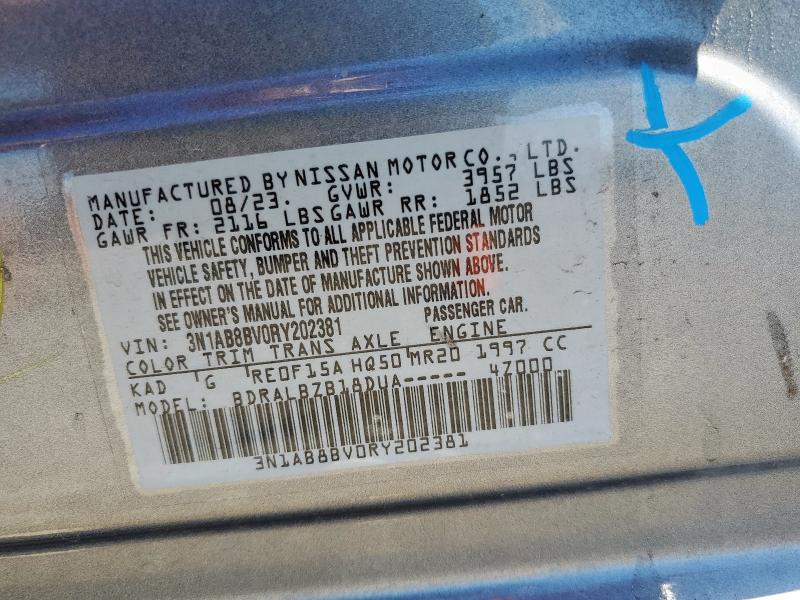 MANUFACTURED BY NISSAN MOTOR CO., LTD.
DATE: 08/23. GVWR: 3957 LBS
GAWR FR: 2116 LBS GAWR RR: 1852 LBS
THIS VEHICLE CONFORMS TO ALL APPLICABLE FEDERAL MOTOR
VEHICLE SAFETY, BUMPER AND THEFT PREVENTION STANDARDS
IN EFFECT ON THE DATE OF MANUFACTURE SHOWN ABOVE.
SEE OWNER'S MANUAL FOR ADDITIONAL INFORMATION.
VIN: 3N1AB8BV0RY202381 PASSENGER CAR.
COLOR TRIM TRANS AXLE ENGINE
KAD G RE0F15A HQ50 MR20 1997 CC
MODEL: BDRALBZB18DUA----- 4Z000
3N1AB8BV0RY202381